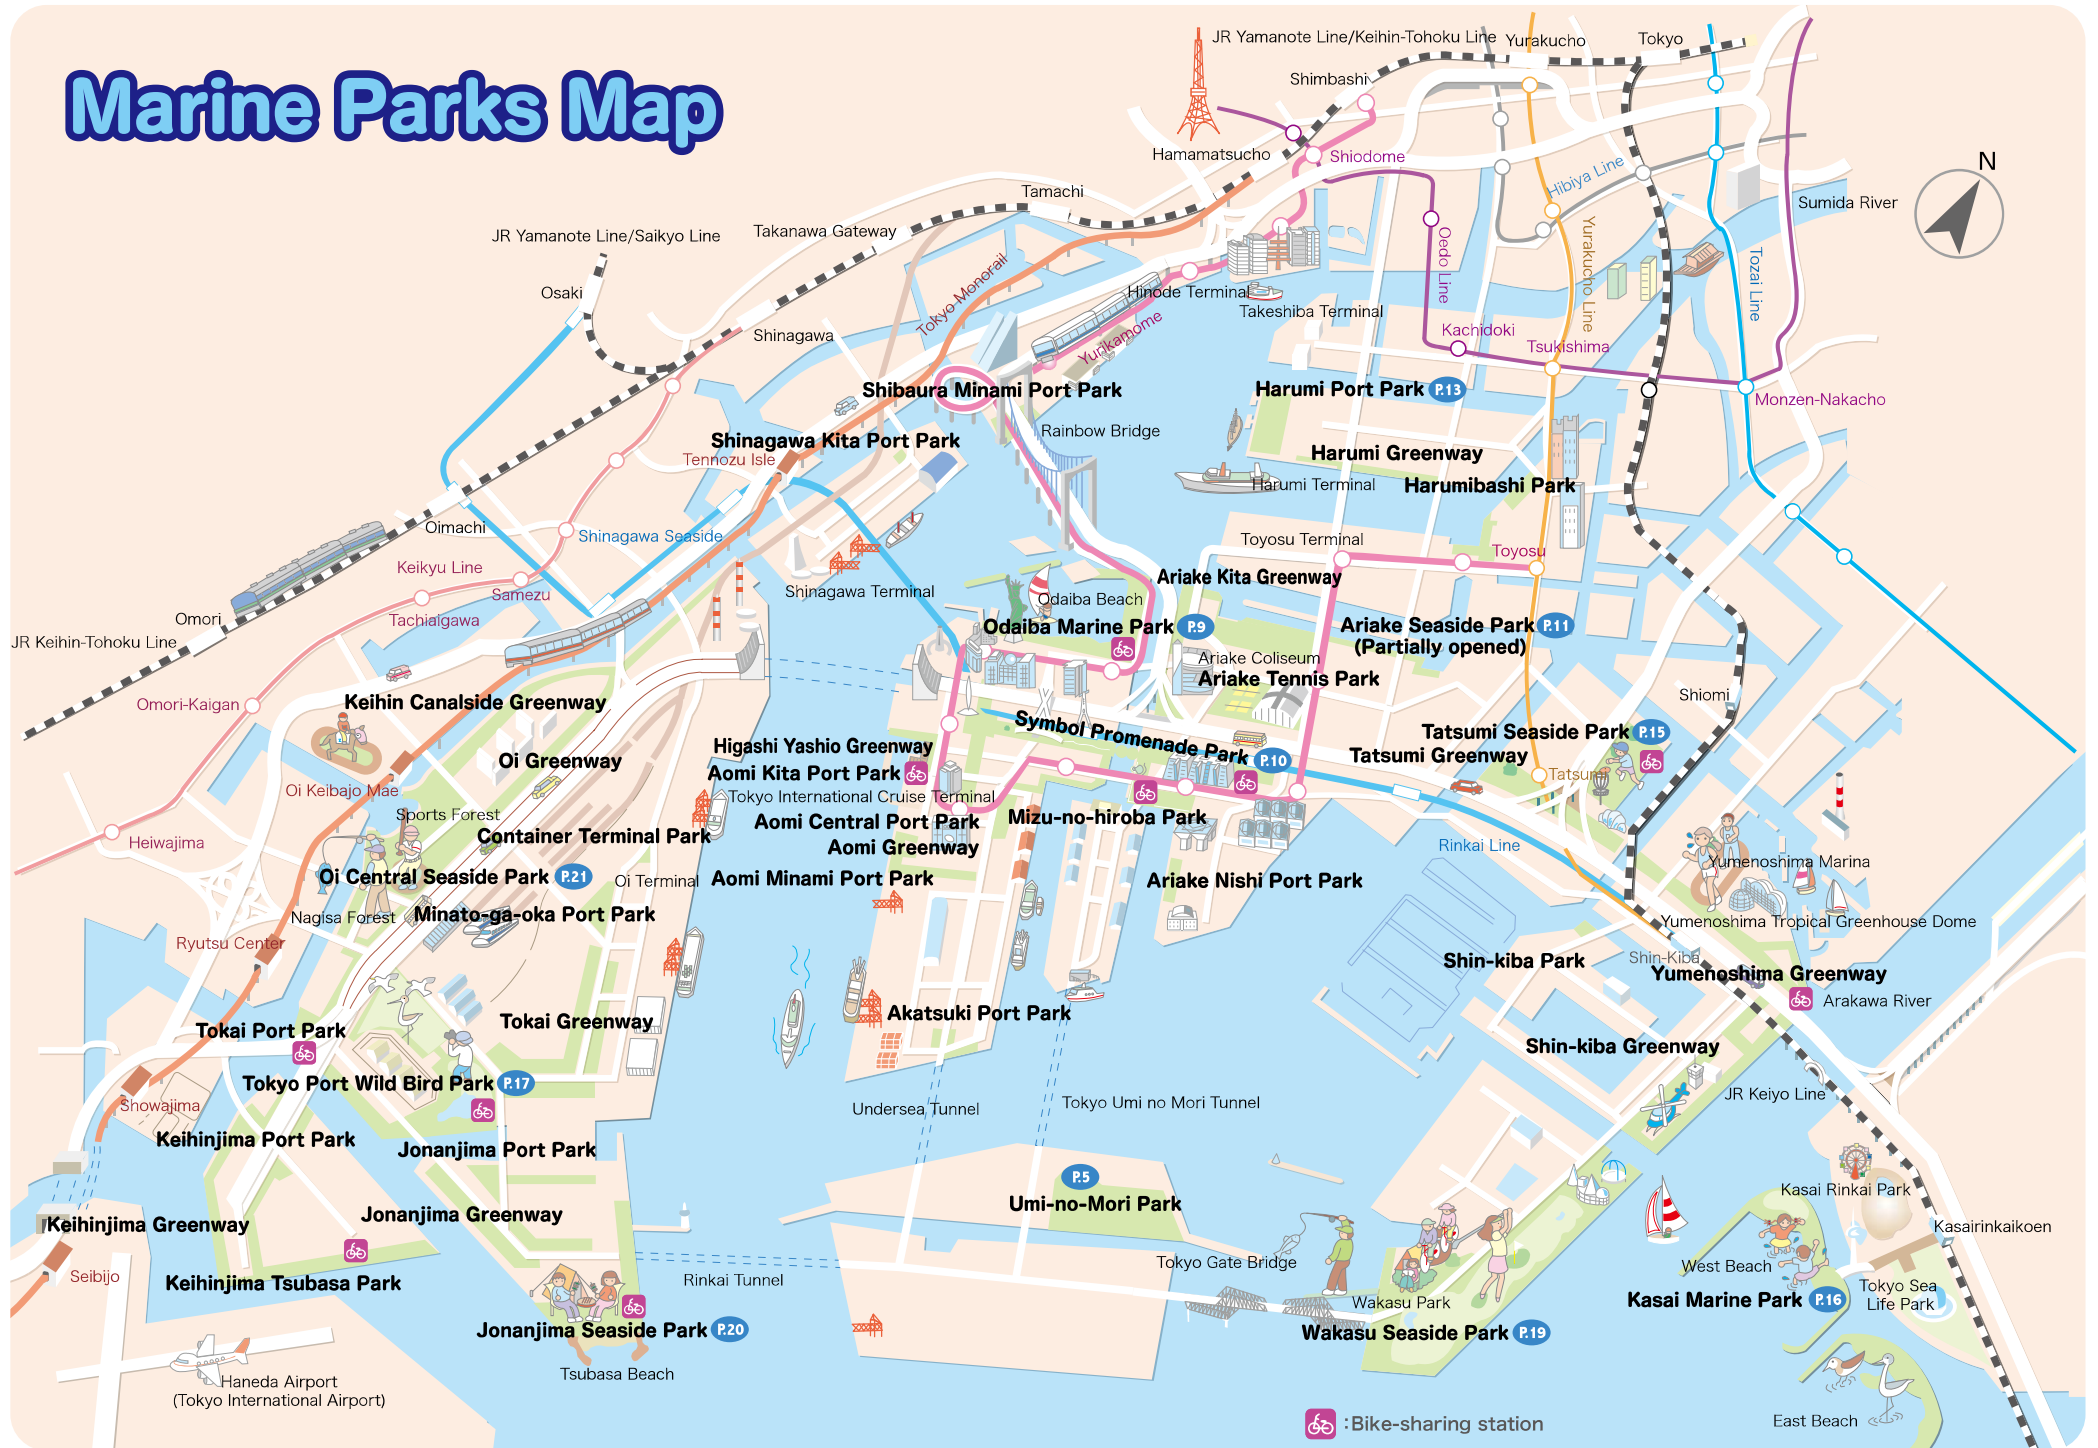 Marine Parks Map
JR Yamanote Line/Keihin-Tohoku Line
Yurakucho
Tokyo
Shimbashi
N
Hamamatsucho
Shiodome
Hibiya Line
Tamachi
Sumida River
Takanawa Gateway
JR Yamanote Line/Saikyo Line
Oedo Line
Yurakucho Line
Tozai Line
Tokyo Monorail
Osaki
Hinode Terminal
Takeshiba Terminal
Shinagawa
Yurikamome
Kachidoki
Tsukishima
Shibaura Minami Port Park
Harumi Port Park P.13
Monzen-Nakacho
Rainbow Bridge
Shinagawa Kita Port Park
Tennozu Isle
Harumi Greenway
Harumi Terminal
Harumibashi Park
Oimachi
Shinagawa Seaside
Toyosu Terminal
Toyosu
Keikyu Line
Samezu
Shinagawa Terminal
Ariake Kita Greenway
Odaiba Beach
Omori
Tachiaigawa
Odaiba Marine Park P.9
Ariake Seaside Park P.11
(Partially opened)
JR Keihin-Tohoku Line
Ariake Coliseum
Ariake Tennis Park
Shiomi
Omori-Kaigan
Keihin Canalside Greenway
Symbol Promenade Park P.10
Tatsumi Seaside Park P.15
Higashi Yashio Greenway
Tatsumi Greenway
Oi Greenway
Aomi Kita Port Park
Tatsumi
Oi Keibajo Mae
Tokyo International Cruise Terminal
Sports Forest
Aomi Central Port Park
Mizu-no-hiroba Park
Container Terminal Park
Heiwajima
Aomi Greenway
Rinkai Line
Yumenoshima Marina
Oi Central Seaside Park P.21
Oi Terminal
Aomi Minami Port Park
Ariake Nishi Port Park
Nagisa Forest
Minato-ga-oka Port Park
Yumenoshima Tropical Greenhouse Dome
Ryutsu Center
Shin-kiba Park
Shin-Kiba
Yumenoshima Greenway
Arakawa River
Tokai Port Park
Tokai Greenway
Akatsuki Port Park
Shin-kiba Greenway
Tokyo Port Wild Bird Park P.17
JR Keiyo Line
Showajima
Undersea Tunnel
Tokyo Umi no Mori Tunnel
Keihinjima Port Park
Jonanjima Port Park
P.5
Umi-no-Mori Park
Kasai Rinkai Park
Keihinjima Greenway
Jonanjima Greenway
Kasairinkaikoen
Tokyo Gate Bridge
West Beach
Seibijo
Keihinjima Tsubasa Park
Rinkai Tunnel
Tokyo Sea
Life Park
Wakasu Park
Kasai Marine Park P.16
Jonanjima Seaside Park P.20
Wakasu Seaside Park P.19
Tsubasa Beach
Haneda Airport
(Tokyo International Airport)
East Beach
:Bike-sharing station